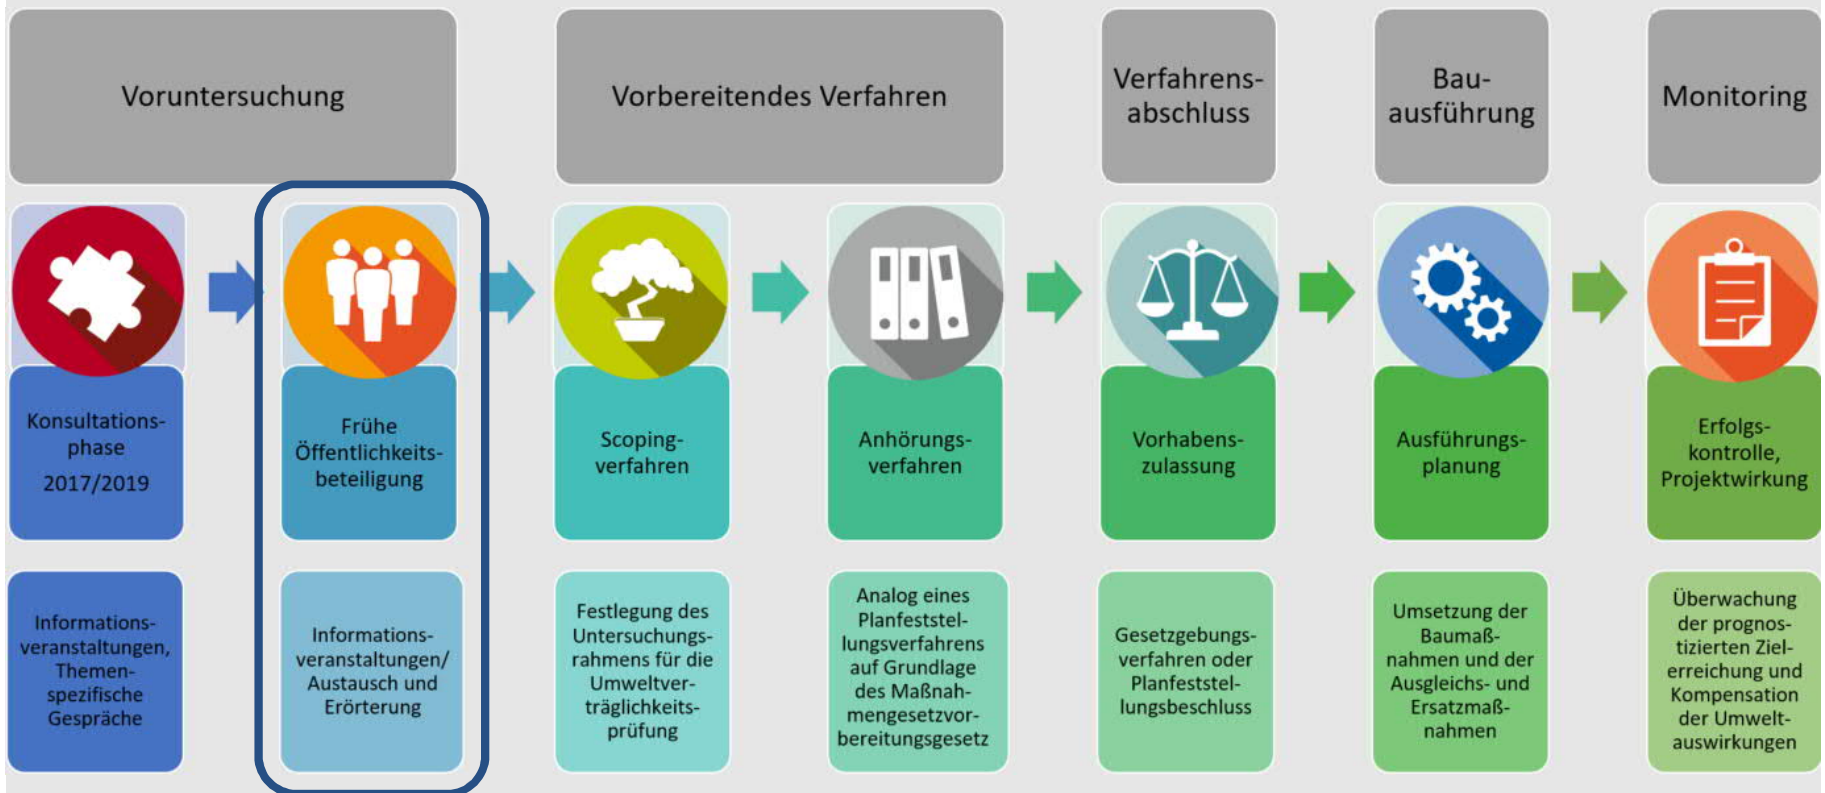 Voruntersuchung
Vorbereitendes Verfahren
Verfahrens-
abschluss
Bau-
ausführung
Monitoring
Konsultations-
phase
2017/2019
Frühe
Öffentlichkeits-
beteiligung
Scoping-
verfahren
Anhörungs-
verfahren
Vorhabens-
zulassung
Ausführungs-
planung
Erfolgs-
kontrolle,
Projektwirkung
Informations-
veranstaltungen,
Themen-
spezifische
Gespräche
Informations-
veranstaltungen/
Austausch und
Erörterung
Festlegung des
Untersuchungs-
rahmens für die
Umweltver-
träglichkeits-
prüfung
Analog eines
Planfeststel-
lungsverfahrens
auf Grundlage
des Maßnah-
mengesetzvor-
bereitungsgesetz
Gesetzgebungs-
verfahren oder
Planfeststel-
lungsbeschluss
Umsetzung der
Baumaß-
nahmen und der
Ausgleichs- und
Ersatzmaß-
nahmen
Überwachung
der prognos-
tizierten Ziel-
erreichung und
Kompensation
der Umwelt-
auswirkungen